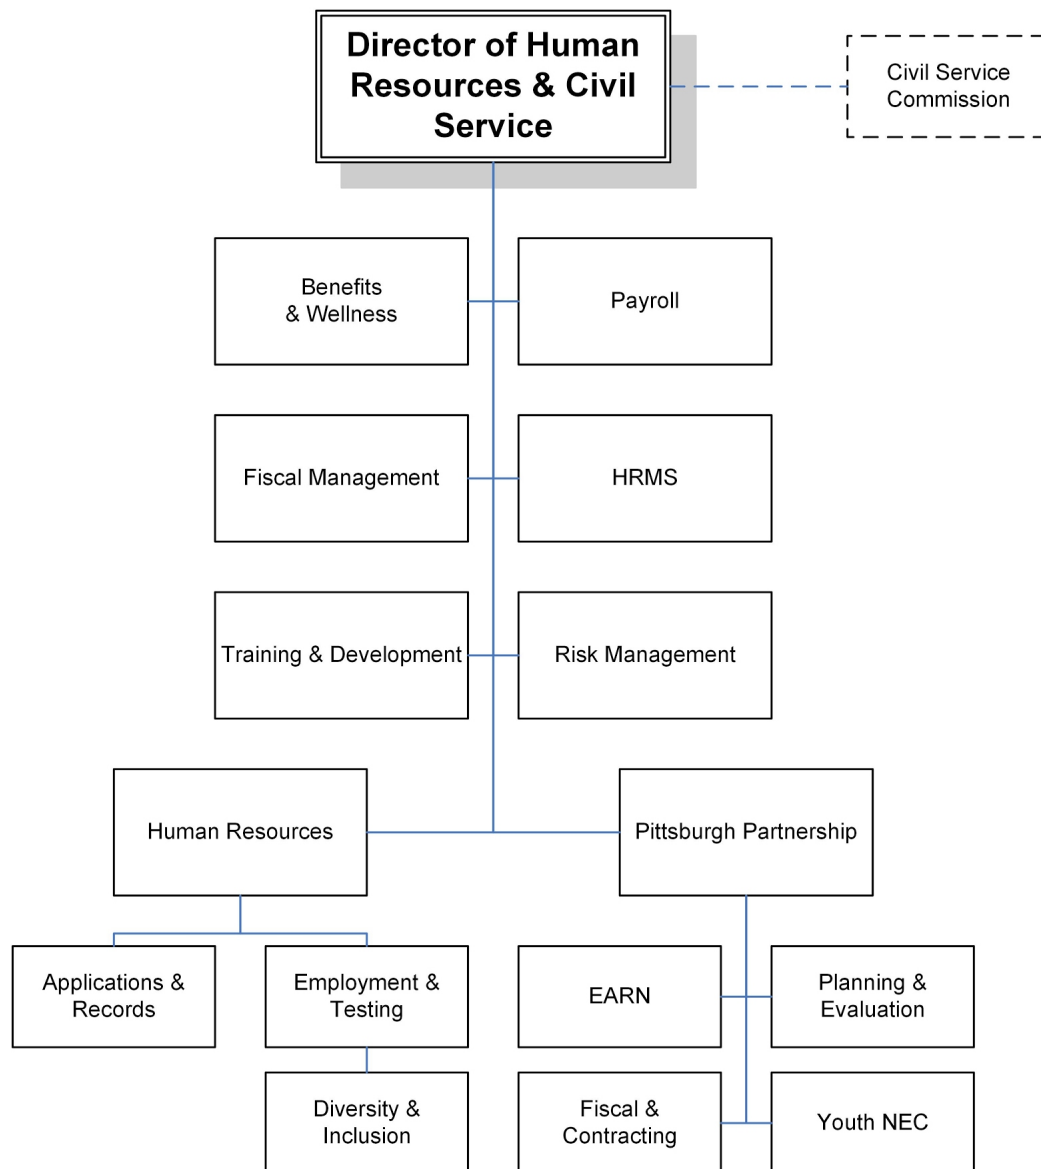 Director of Human
Resources & Civil
Service
Civil Service
Commission
Benefits
& Wellness
Payroll
Fiscal Management
HRMS
Training & Development
Risk Management
Human Resources
Pittsburgh Partnership
Applications &
Records
Employment &
Testing
EARN
Planning &
Evaluation
Diversity &
Inclusion
Fiscal &
Contracting
Youth NEC